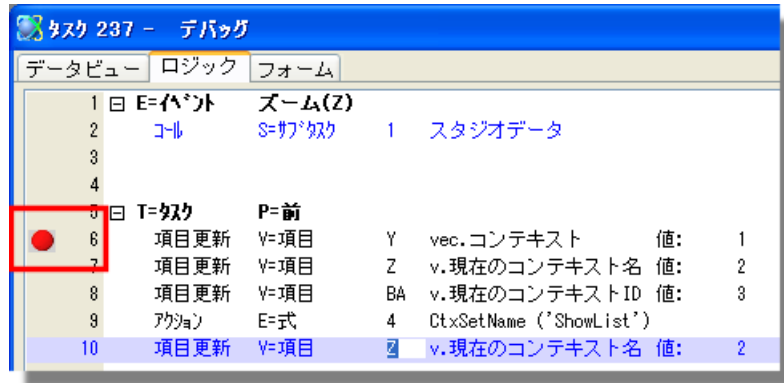 タスク 237 - デバッグ
データビュー ロジック フォーム
1 E=イベント ズーム(Z)
2 コール S=サブタスク 1 スタジオデータ
3
4
5 T=タスク P=前
6 項目更新 V=項目 Y vec.コンテキスト 値: 1
7 項目更新 V=項目 Z v.現在のコンテキスト名 値: 2
8 項目更新 V=項目 BA v.現在のコンテキストID 値: 3
9 アクション E=式 4 CtxSetName ('ShowList')
10 項目更新 V=項目 Z v.現在のコンテキスト名 値: 2